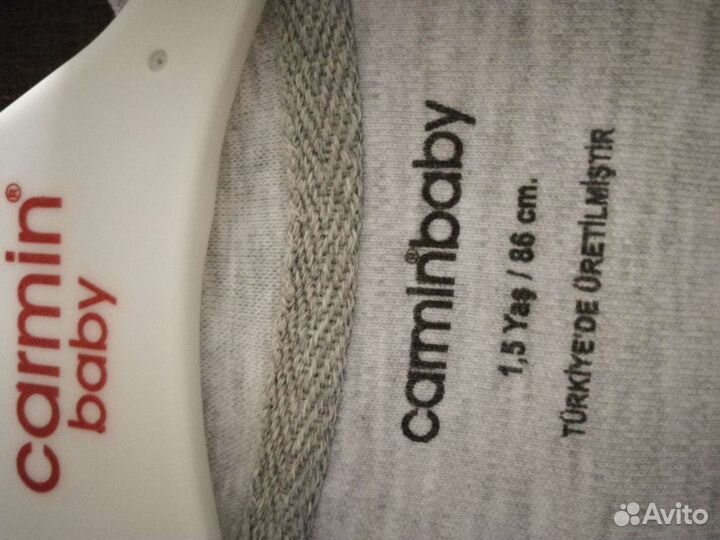 carmin®
baby
carmin®baby
1,5 Yaş / 86 cm.
TÜRKİYE'DE ÜRETİLMİŞTİR
Avito